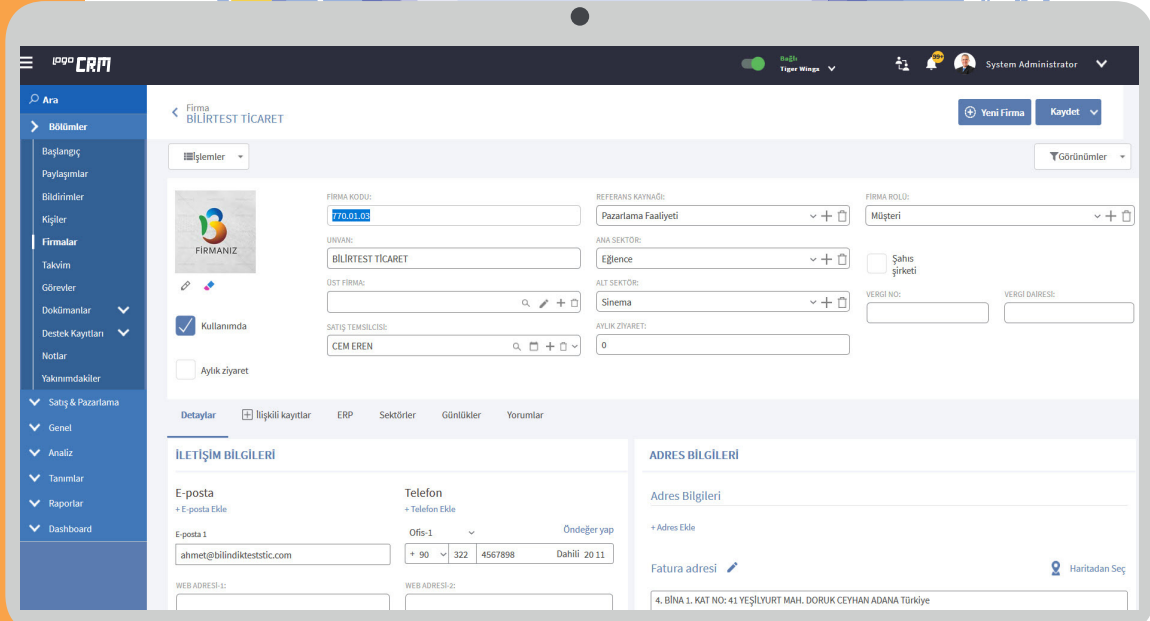 logo CRM
Bağlı
Tiger Wings
99+
System Administrator
Ara
Bölümler
Başlangıç
Paylaşımlar
Bildirimler
Kişiler
Firmalar
Takvim
Görevler
Dokümanlar
Destek Kayıtları
Notlar
Yakınımdakiler
Satış & Pazarlama
Genel
Analiz
Tanımlar
Raporlar
Dashboard
Firma
BİLİRTEST TİCARET
Yeni Firma
Kaydet
İşlemler
Görünümler
FİRMANIZ
Kullanımda
Aylık ziyaret
FİRMA KODU:
770.01.03
UNVAN:
BİLİRTEST TİCARET
ÜST FİRMA:
SATIŞ TEMSİLCİSİ:
CEM EREN
REFERANS KAYNAĞI:
Pazarlama Faaliyeti
ANA SEKTÖR:
Eğlence
ALT SEKTÖR:
Sinema
AYLIK ZİYARET:
0
FİRMA ROLÜ:
Müşteri
Şahıs
şirketi
VERGİ NO:
VERGİ DAİRESİ:
Detaylar
İlişkili kayıtlar
ERP
Sektörler
Günlükler
Yorumlar
İLETİŞİM BİLGİLERİ
E-posta
+ E-posta Ekle
E-posta 1
ahmet@bilindikteststic.com
WEB ADRESİ-1:
Telefon
+ Telefon Ekle
Ofis-1
Öndeğer yap
+ 90 322 4567898 Dahili 20 11
WEB ADRESİ-2:
ADRES BİLGİLERİ
Adres Bilgileri
+ Adres Ekle
Fatura adresi
Haritadan Seç
4. BİNA 1. KAT NO: 41 YEŞİLYURT MAH. DORUK CEYHAN ADANA Türkiye